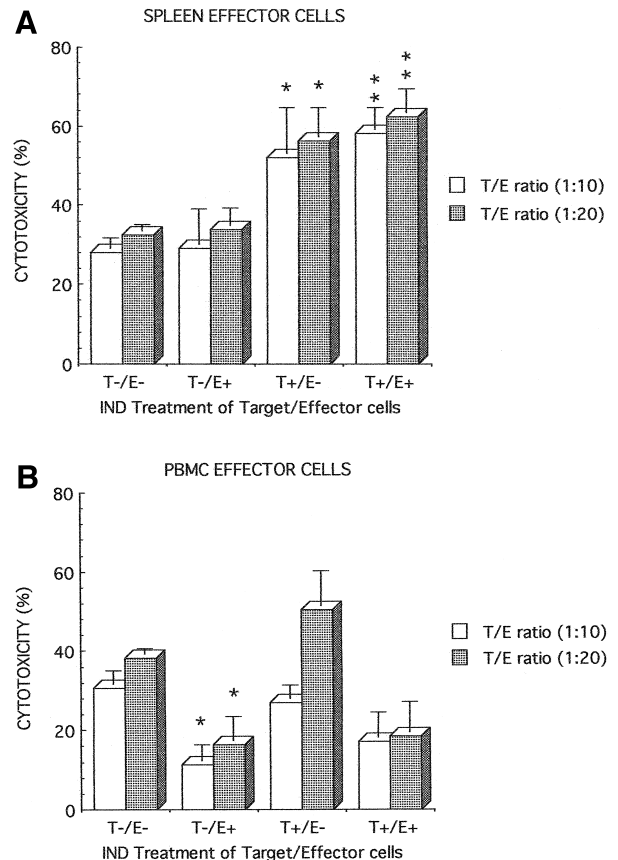 A
SPLEEN EFFECTOR CELLS
80
60
40
20
0
CYTOTOXICITY (%)
*
*
* *
* *
T/E ratio (1:10)
T/E ratio (1:20)
T-/E-
T-/E+
T+/E-
T+/E+
IND Treatment of Target/Effector cells
B
PBMC EFFECTOR CELLS
80
60
40
20
0
CYTOTOXICITY (%)
*
*
T/E ratio (1:10)
T/E ratio (1:20)
T-/E-
T-/E+
T+/E-
T+/E+
IND Treatment of Target/Effector cells